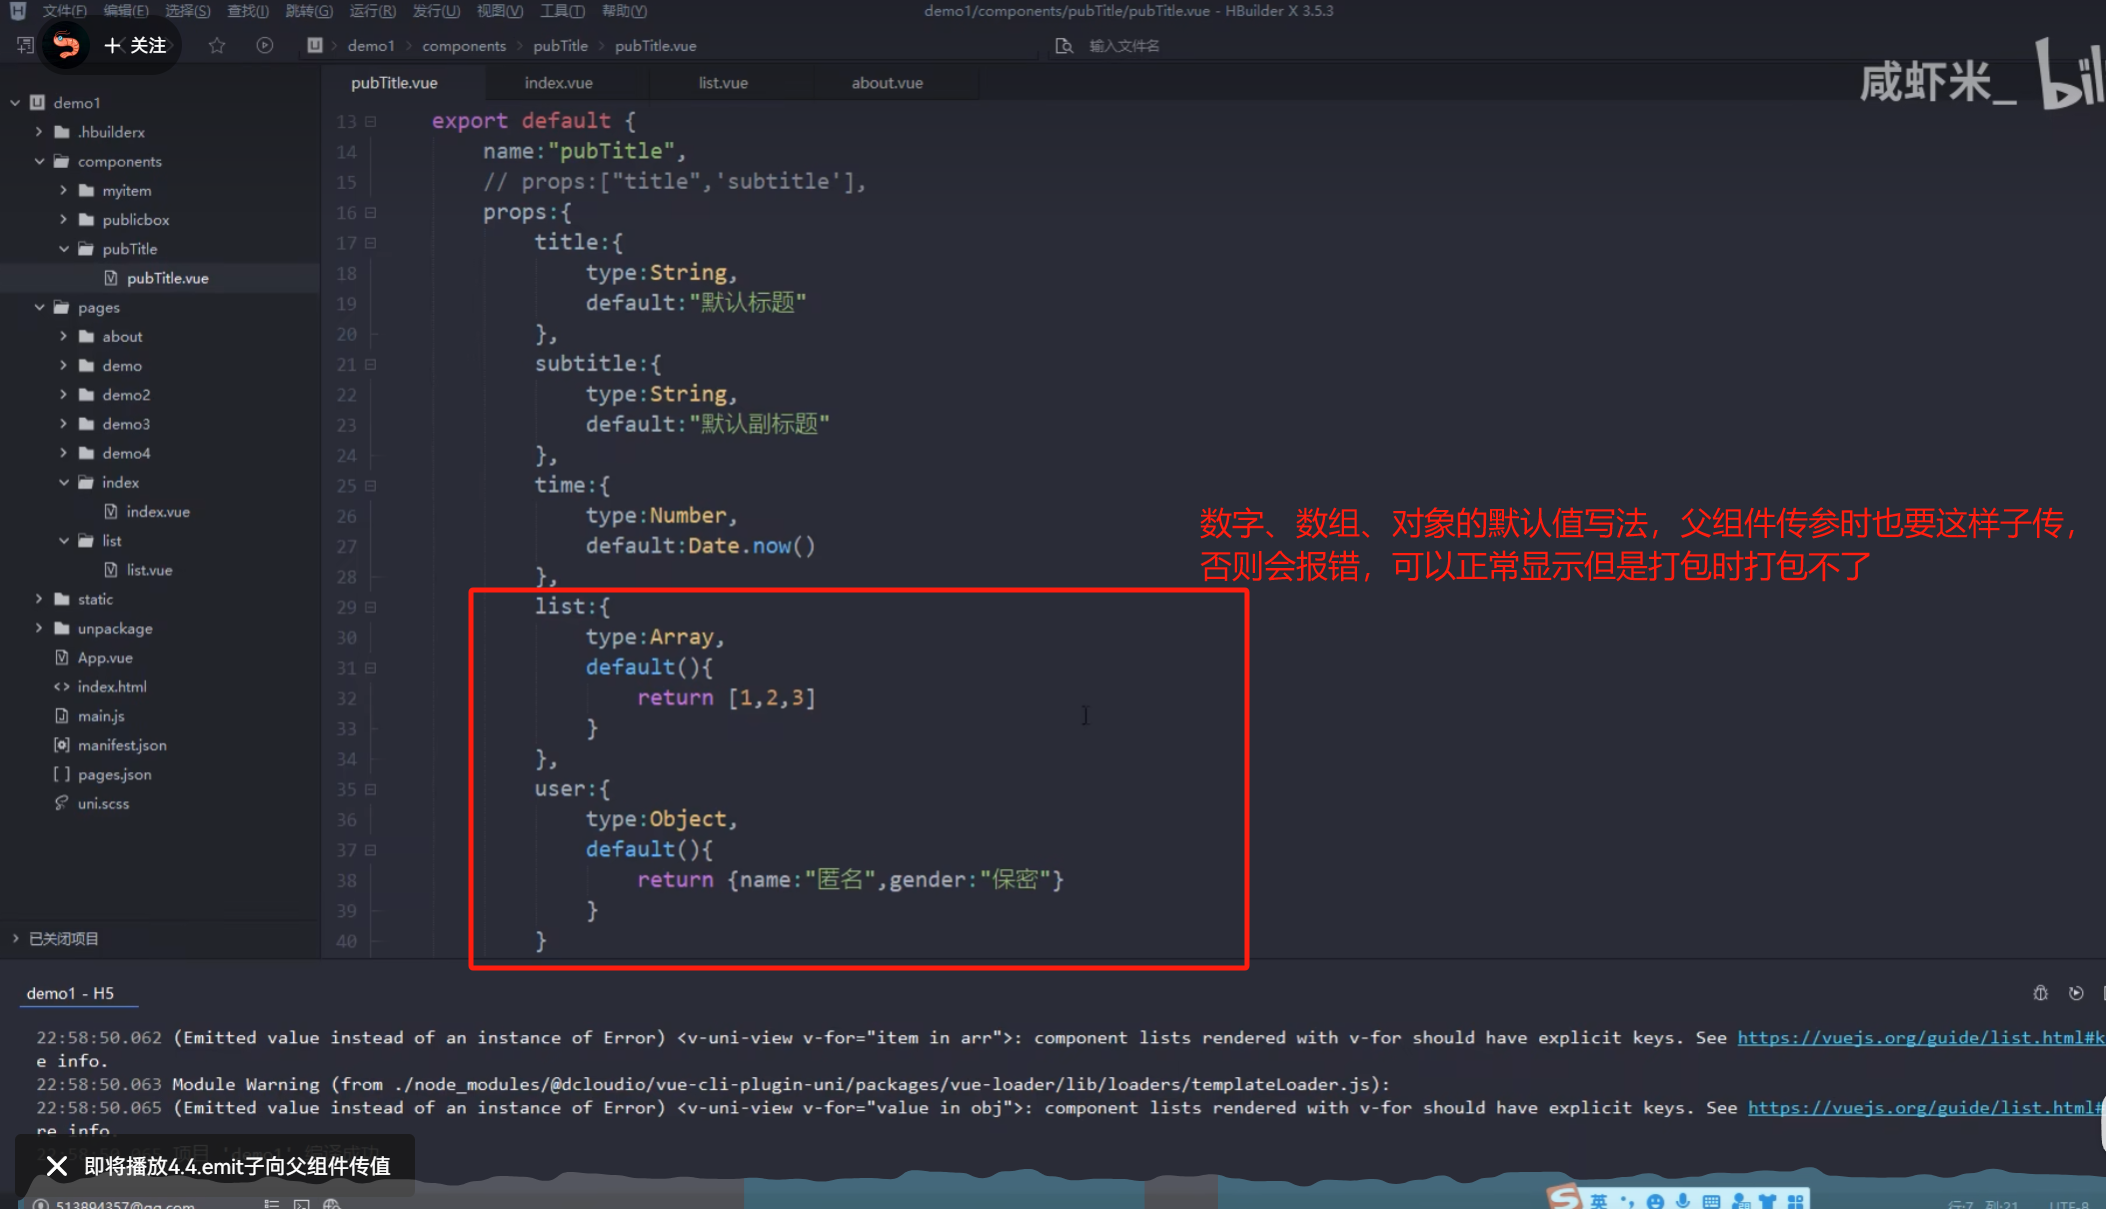 文件(F) 编辑(E) 选择(S) 查找(I) 跳转(G) 运行(R) 发行(U) 视图(V) 工具(T) 帮助(Y)
demo1/components/pubTitle/pubTitle.vue - HBuilder X 3.5.3
关注
demo1 components pubTitle pubTitle.vue
输入文件名
咸虾米_
pubTitle.vue index.vue list.vue about.vue
demo1
.hbuilderx
components
myitem
publicbox
pubTitle
pubTitle.vue
pages
about
demo
demo2
demo3
demo4
index
index.vue
list
list.vue
static
unpackage
App.vue
index.html
main.js
manifest.json
pages.json
uni.scss
已关闭项目
13 export default {
14 name:"pubTitle",
15 // props:["title",'subtitle'],
16 props:{
17 title:{
18 type:String,
19 default:"默认标题"
20 },
21 subtitle:{
22 type:String,
23 default:"默认副标题"
24 },
25 time:{
26 type:Number,
27 default:Date.now()
28 },
29 list:{
30 type:Array,
31 default(){
32 return [1,2,3]
33 }
34 },
35 user:{
36 type:Object,
37 default(){
38 return {name:"匿名",gender:"保密"}
39 }
40 }
数字、数组、对象的默认值写法，父组件传参时也要这样子传，
否则会报错，可以正常显示但是打包时打包不了
demo1 - H5
22:58:50.062 (Emitted value instead of an instance of Error) <v-uni-view v-for="item in arr">: component lists rendered with v-for should have explicit keys. See https://vuejs.org/guide/list.html#k
e info.
22:58:50.063 Module Warning (from ./node_modules/@dcloudio/vue-cli-plugin-uni/packages/vue-loader/lib/loaders/templateLoader.js):
22:58:50.065 (Emitted value instead of an instance of Error) <v-uni-view v-for="value in obj">: component lists rendered with v-for should have explicit keys. See https://vuejs.org/guide/list.html#
re info.
即将播放4.4.emit子向父组件传值
513894357@qq.com
英
行:7 列:21 UTF-8